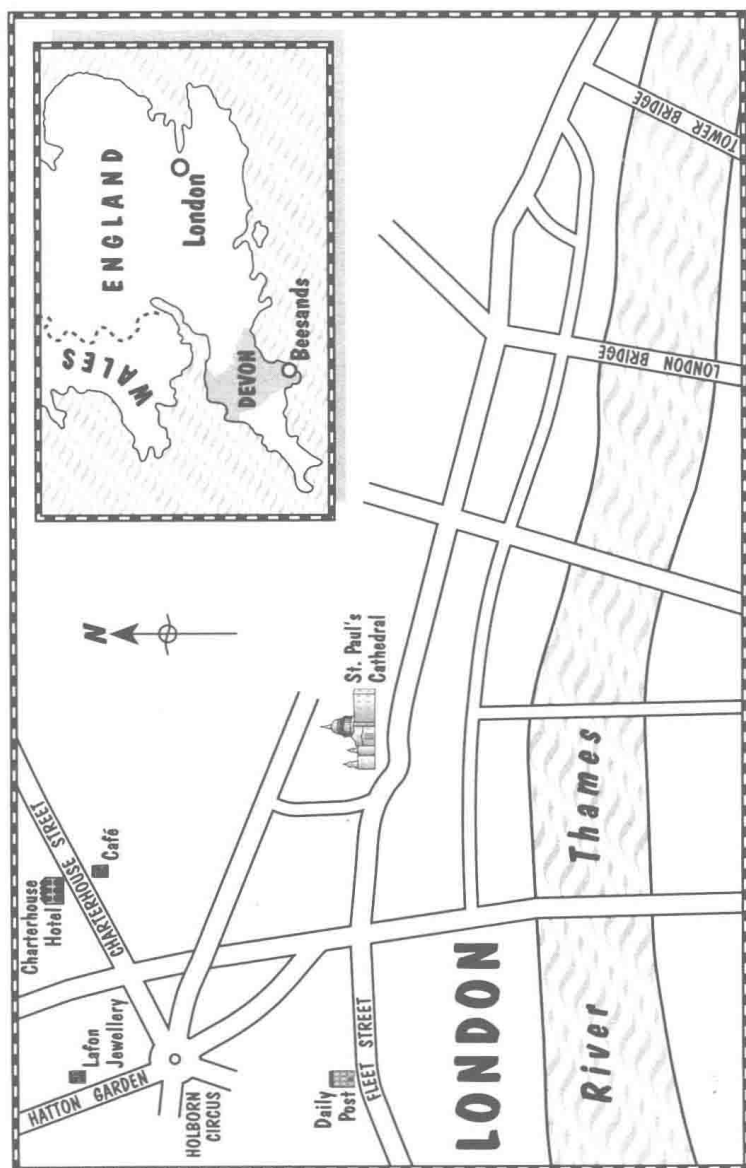 WALES
ENGLAND
London
DEVON
Beesands
N
Charterhouse
Hotel
CHARTERHOUSE STREET
Café
Lafon
Jewellery
HATTON GARDEN
HOLBORN
CIRCUS
St. Paul's
Cathedral
Daily
Post
FLEET STREET
LONDON
River Thames
LONDON BRIDGE
TOWER BRIDGE